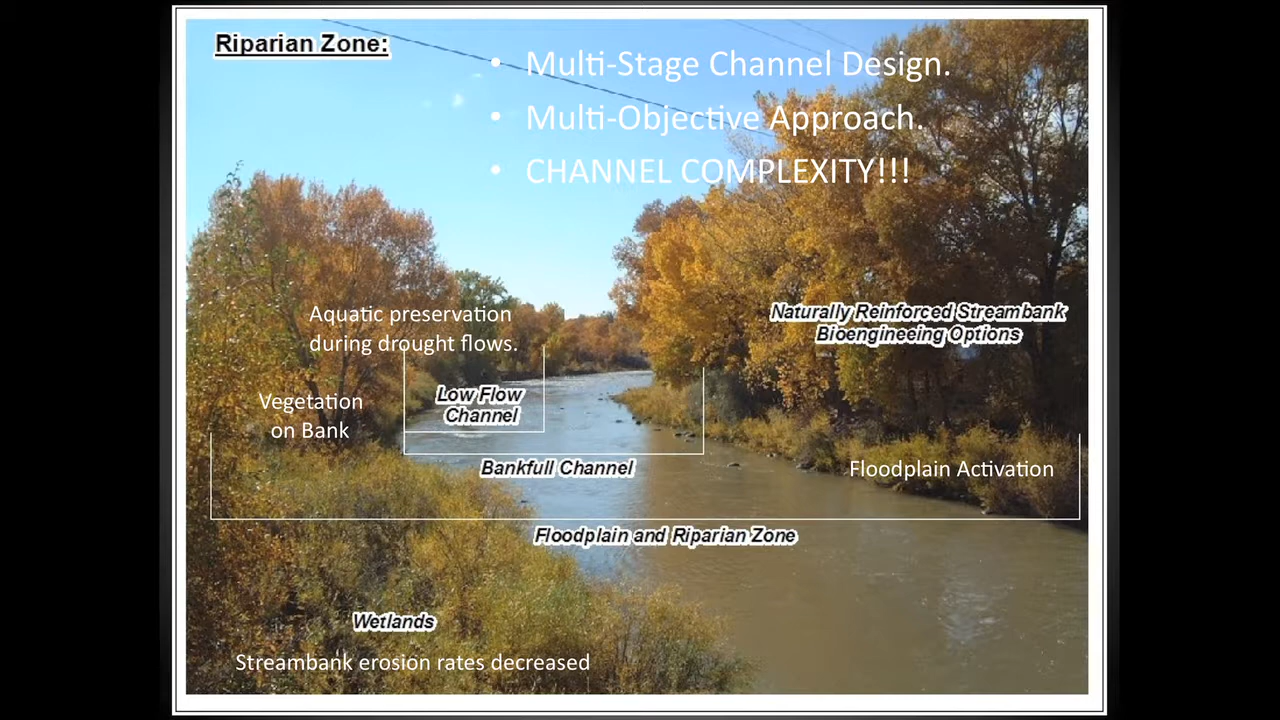 Riparian Zone:
• Multi-Stage Channel Design.
• Multi-Objective Approach.
• CHANNEL COMPLEXITY!!!
Aquatic preservation
during drought flows.
Naturally Reinforced Streambank
Bioengineeing Options
Low Flow
Channel
Vegetation
on Bank
Bankfull Channel
Floodplain Activation
Floodplain and Riparian Zone
Wetlands
Streambank erosion rates decreased